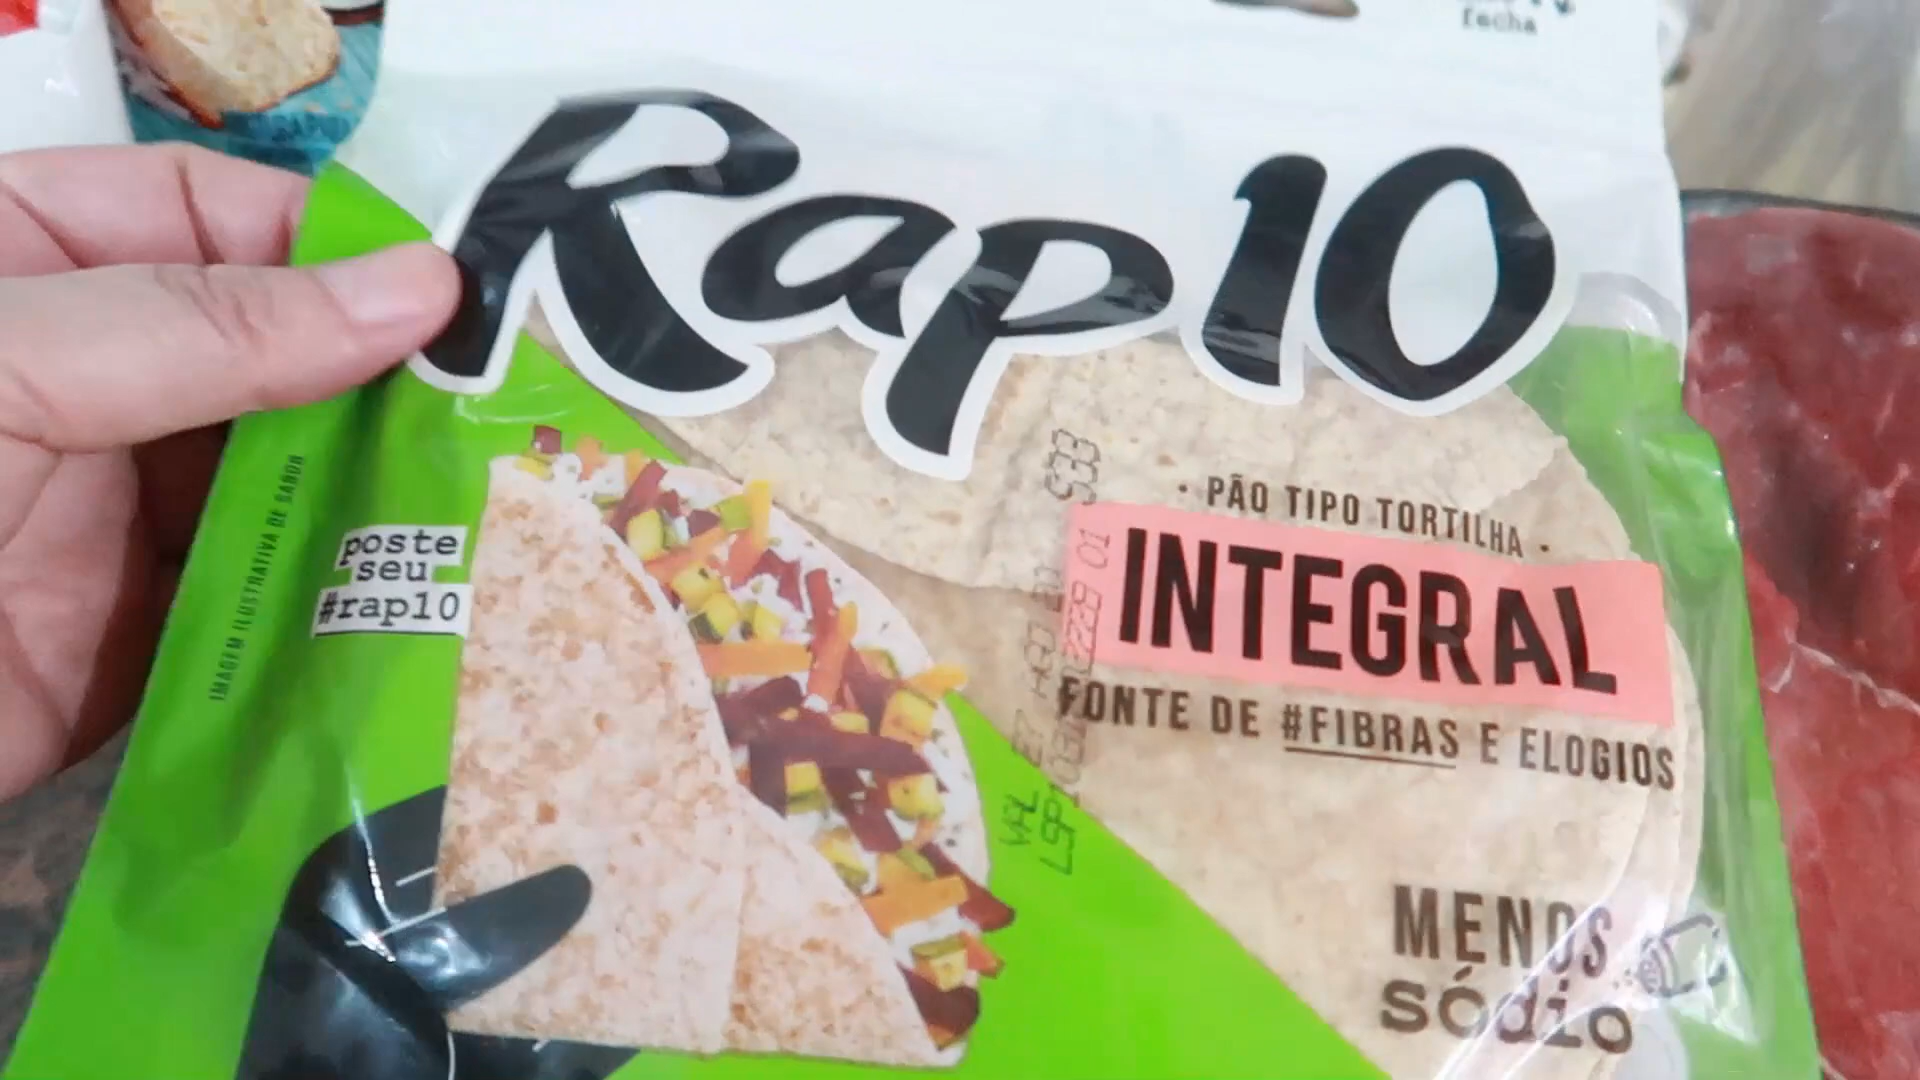 fecha
Rap10
· PÃO TIPO TORTILHA ·
INTEGRAL
FONTE DE #FIBRAS E ELOGIOS
MENOS
sódio
poste
seu
#rap10
IMAGEM ILUSTRATIVA DE SABOR